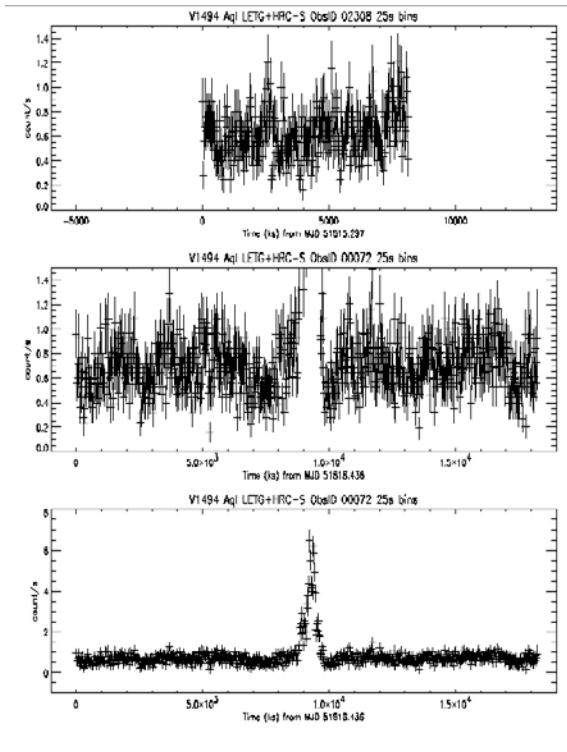 V1494 Aql LETG+HRC-S ObsID 02308 25s bins
1.4
1.2
1.0
0.8
0.6
0.4
0.2
0.0
count/s
-5000 0 5000 10000
Time (ks) from MJD 51815.297
V1494 Aql LETG+HRC-S ObsID 00072 25s bins
1.4
1.2
1.0
0.8
0.6
0.4
0.2
0.0
count/s
0 5.0×10³ 1.0×10⁴ 1.5×10⁴
Time (ks) from MJD 51818.436
V1494 Aql LETG+HRC-S ObsID 00072 25s bins
8
6
4
2
0
count/s
0 5.0×10³ 1.0×10⁴ 1.5×10⁴
Time (ks) from MJD 51818.436